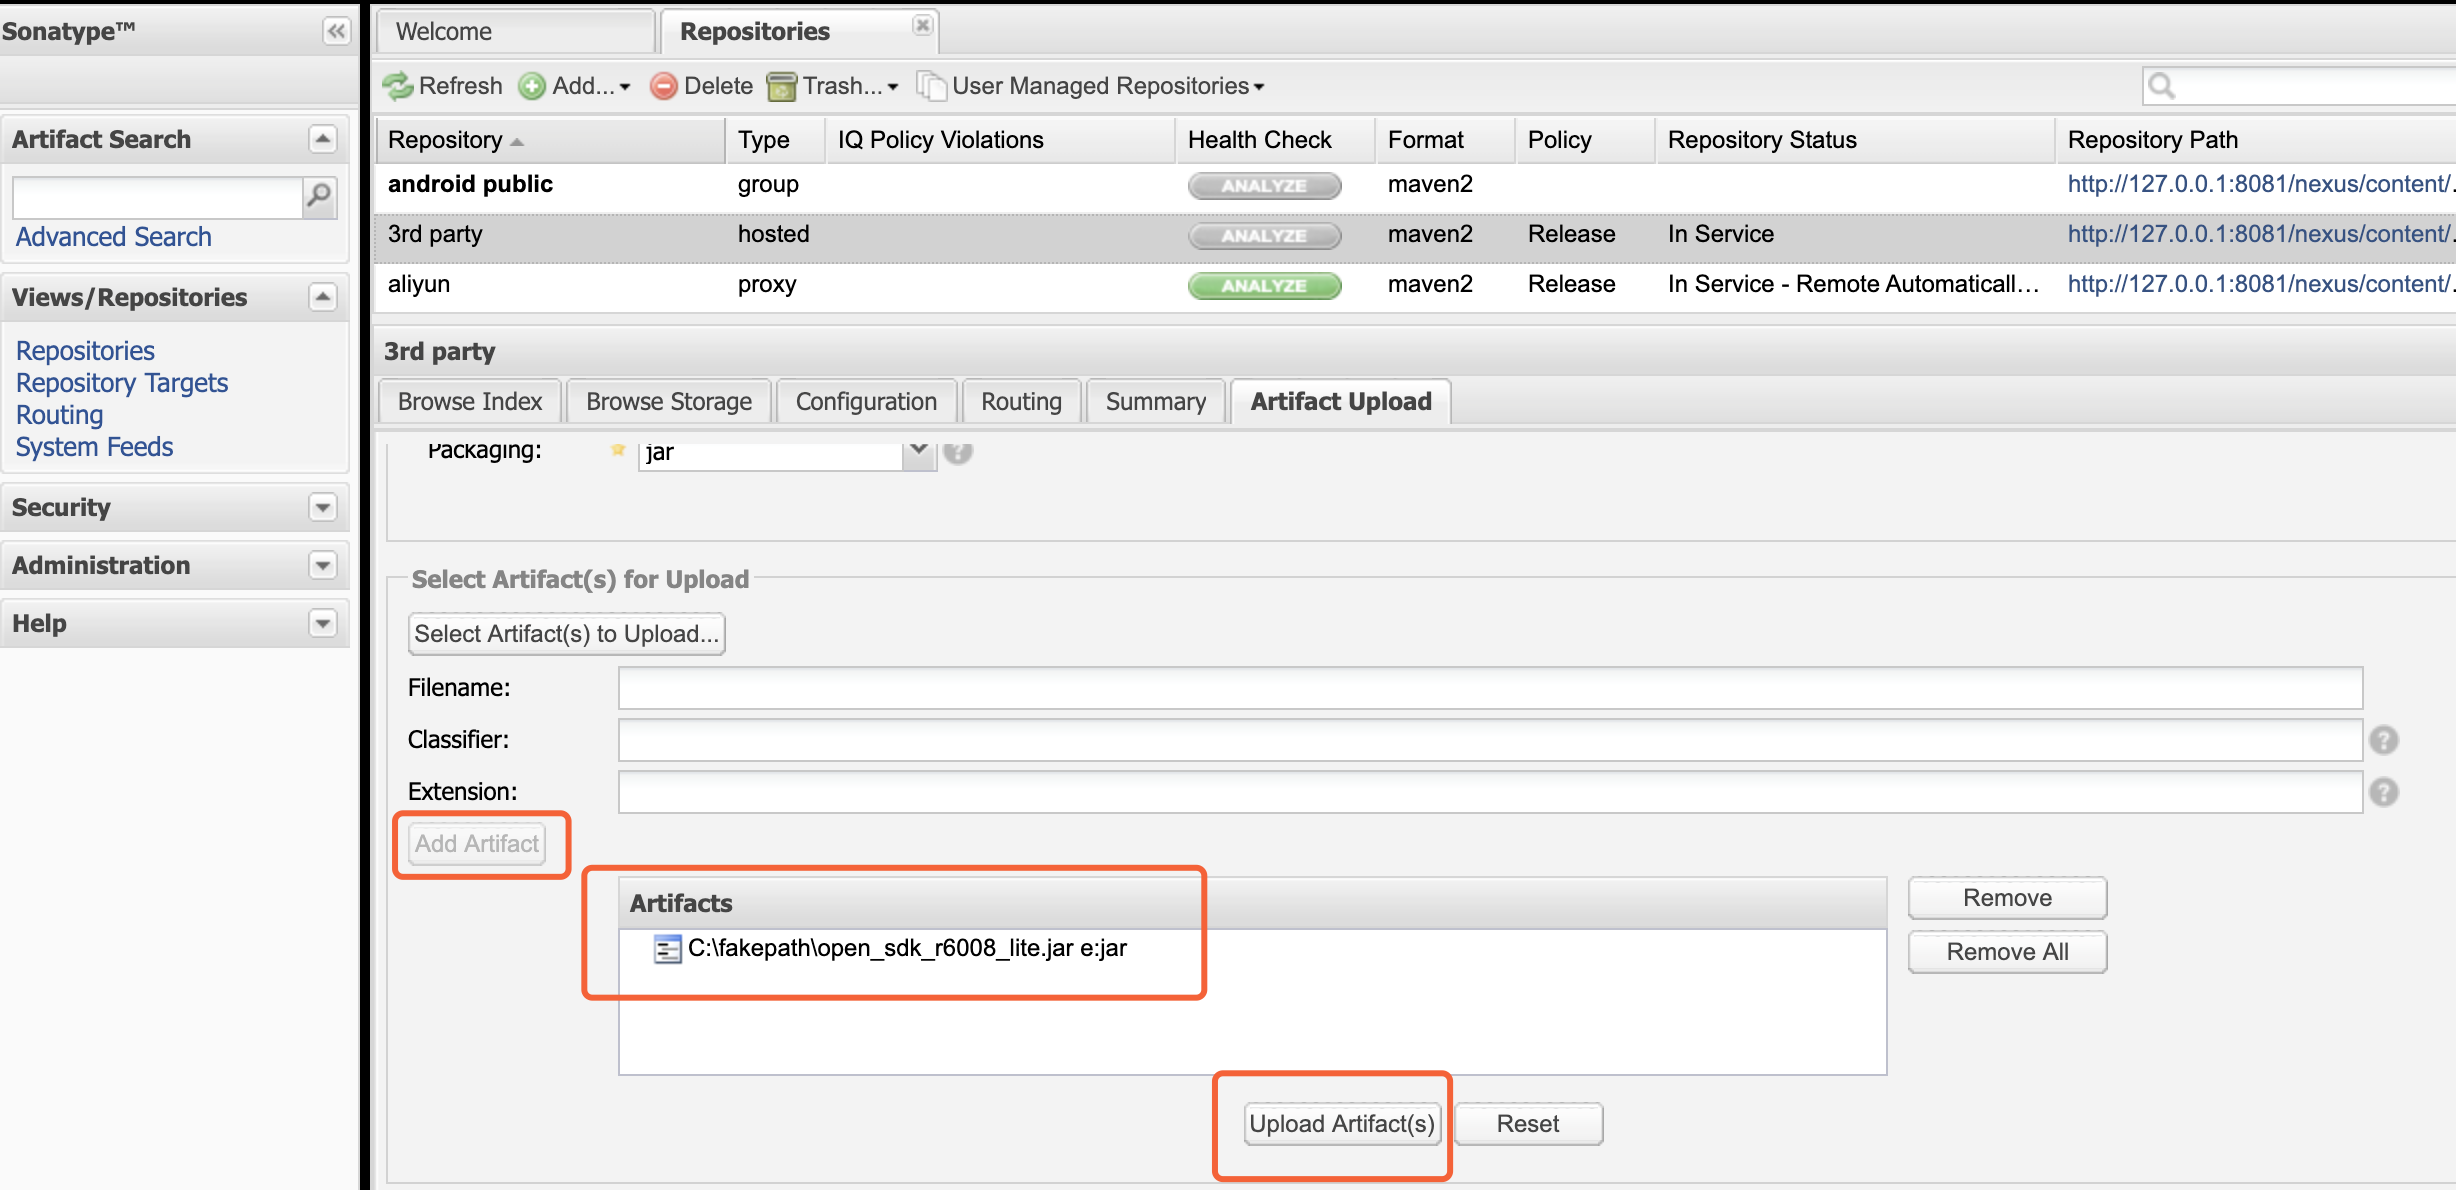 Sonatype™
Welcome
Repositories
Refresh
Add...
Delete
Trash...
User Managed Repositories
Artifact Search
Advanced Search
Views/Repositories
Repositories
Repository Targets
Routing
System Feeds
Security
Administration
Help
Repository Type IQ Policy Violations Health Check Format Policy Repository Status Repository Path
android public group ANALYZE maven2 http://127.0.0.1:8081/nexus/content/.
3rd party hosted ANALYZE maven2 Release In Service http://127.0.0.1:8081/nexus/content/.
aliyun proxy ANALYZE maven2 Release In Service - Remote Automaticall... http://127.0.0.1:8081/nexus/content/.
3rd party
Browse Index
Browse Storage
Configuration
Routing
Summary
Artifact Upload
Packaging: jar
Select Artifact(s) for Upload
Select Artifact(s) to Upload...
Filename:
Classifier:
Extension:
Add Artifact
Artifacts
C:\fakepath\open_sdk_r6008_lite.jar e:jar
Remove
Remove All
Upload Artifact(s)
Reset